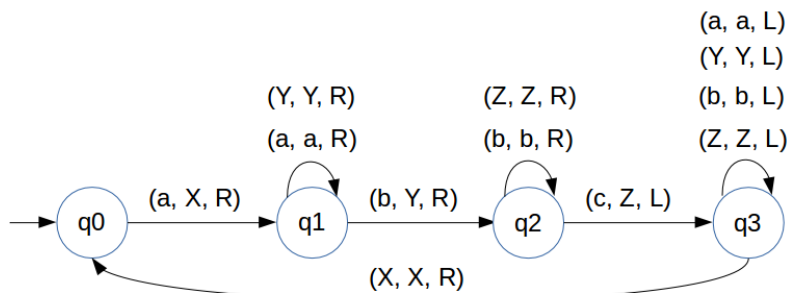 (a, a, L)
(Y, Y, L)
(Y, Y, R) (Z, Z, R) (b, b, L)
(a, a, R) (b, b, R) (Z, Z, L)
(a, X, R) (b, Y, R) (c, Z, L)
q0 q1 q2 q3
(X, X, R)